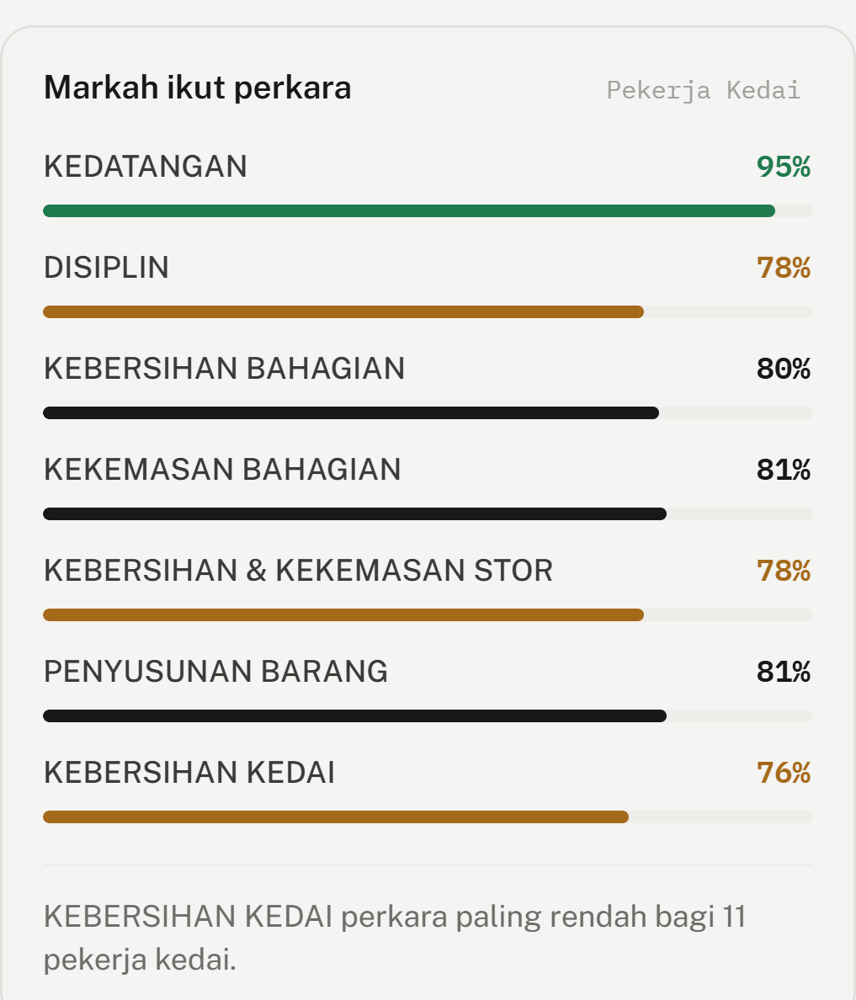 Markah ikut perkara
Pekerja Kedai
KEDATANGAN
95%
DISIPLIN
78%
KEBERSIHAN BAHAGIAN
80%
KEKEMASAN BAHAGIAN
81%
KEBERSIHAN & KEKEMASAN STOR
78%
PENYUSUNAN BARANG
81%
KEBERSIHAN KEDAI
76%
KEBERSIHAN KEDAI perkara paling rendah bagi 11
pekerja kedai.